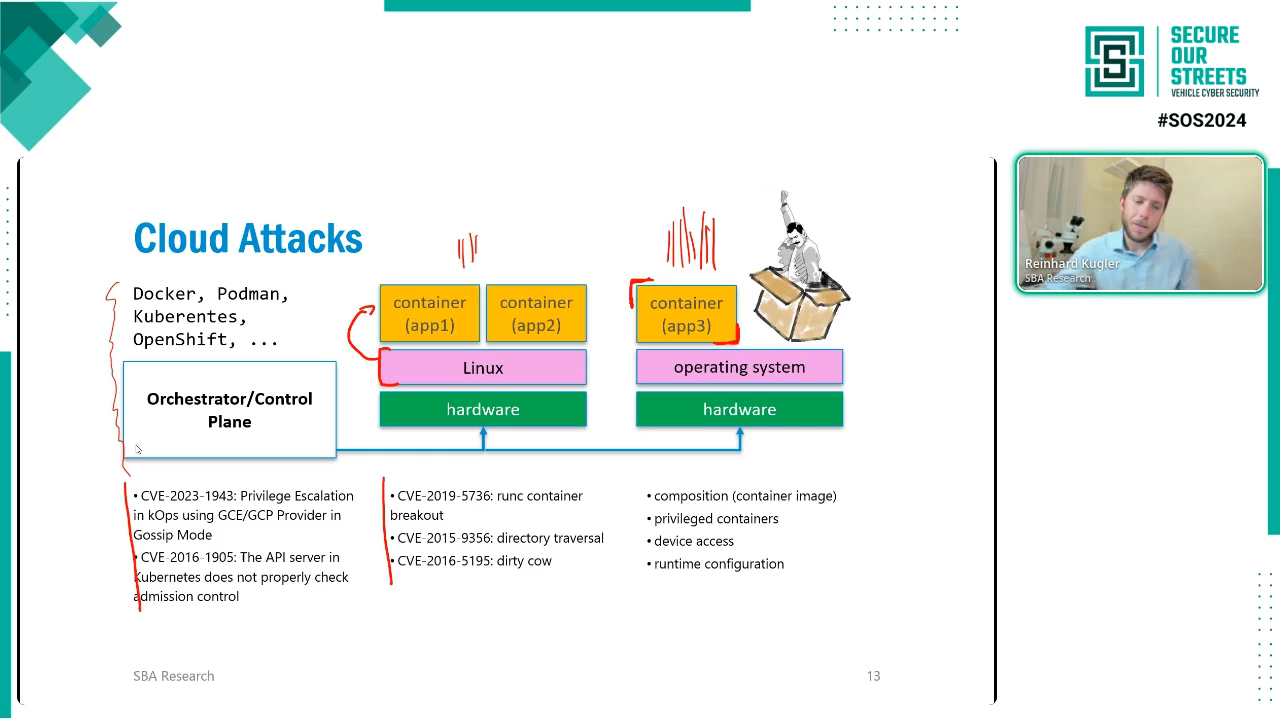 SECURE
OUR
STREETS
VEHICLE CYBER SECURITY
#SOS2024
Reinhard Kugler
SBA Research
Cloud Attacks
Docker, Podman,
Kuberentes,
OpenShift, ...
Orchestrator/Control
Plane
container
(app1)
container
(app2)
Linux
hardware
container
(app3)
operating system
hardware
• CVE-2023-1943: Privilege Escalation
in kOps using GCE/GCP Provider in
Gossip Mode
• CVE-2016-1905: The API server in
Kubernetes does not properly check
admission control
• CVE-2019-5736: runc container
breakout
• CVE-2015-9356: directory traversal
• CVE-2016-5195: dirty cow
• composition (container image)
• privileged containers
• device access
• runtime configuration
SBA Research
13